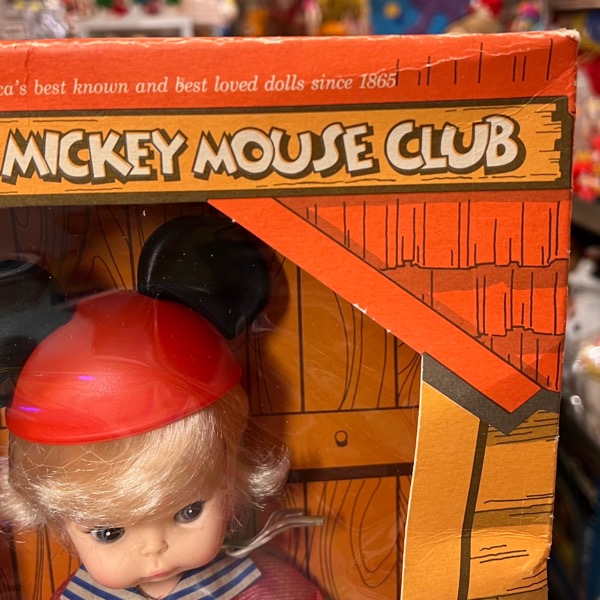 best known and best loved dolls since 1865
MICKEY MOUSE CLUB